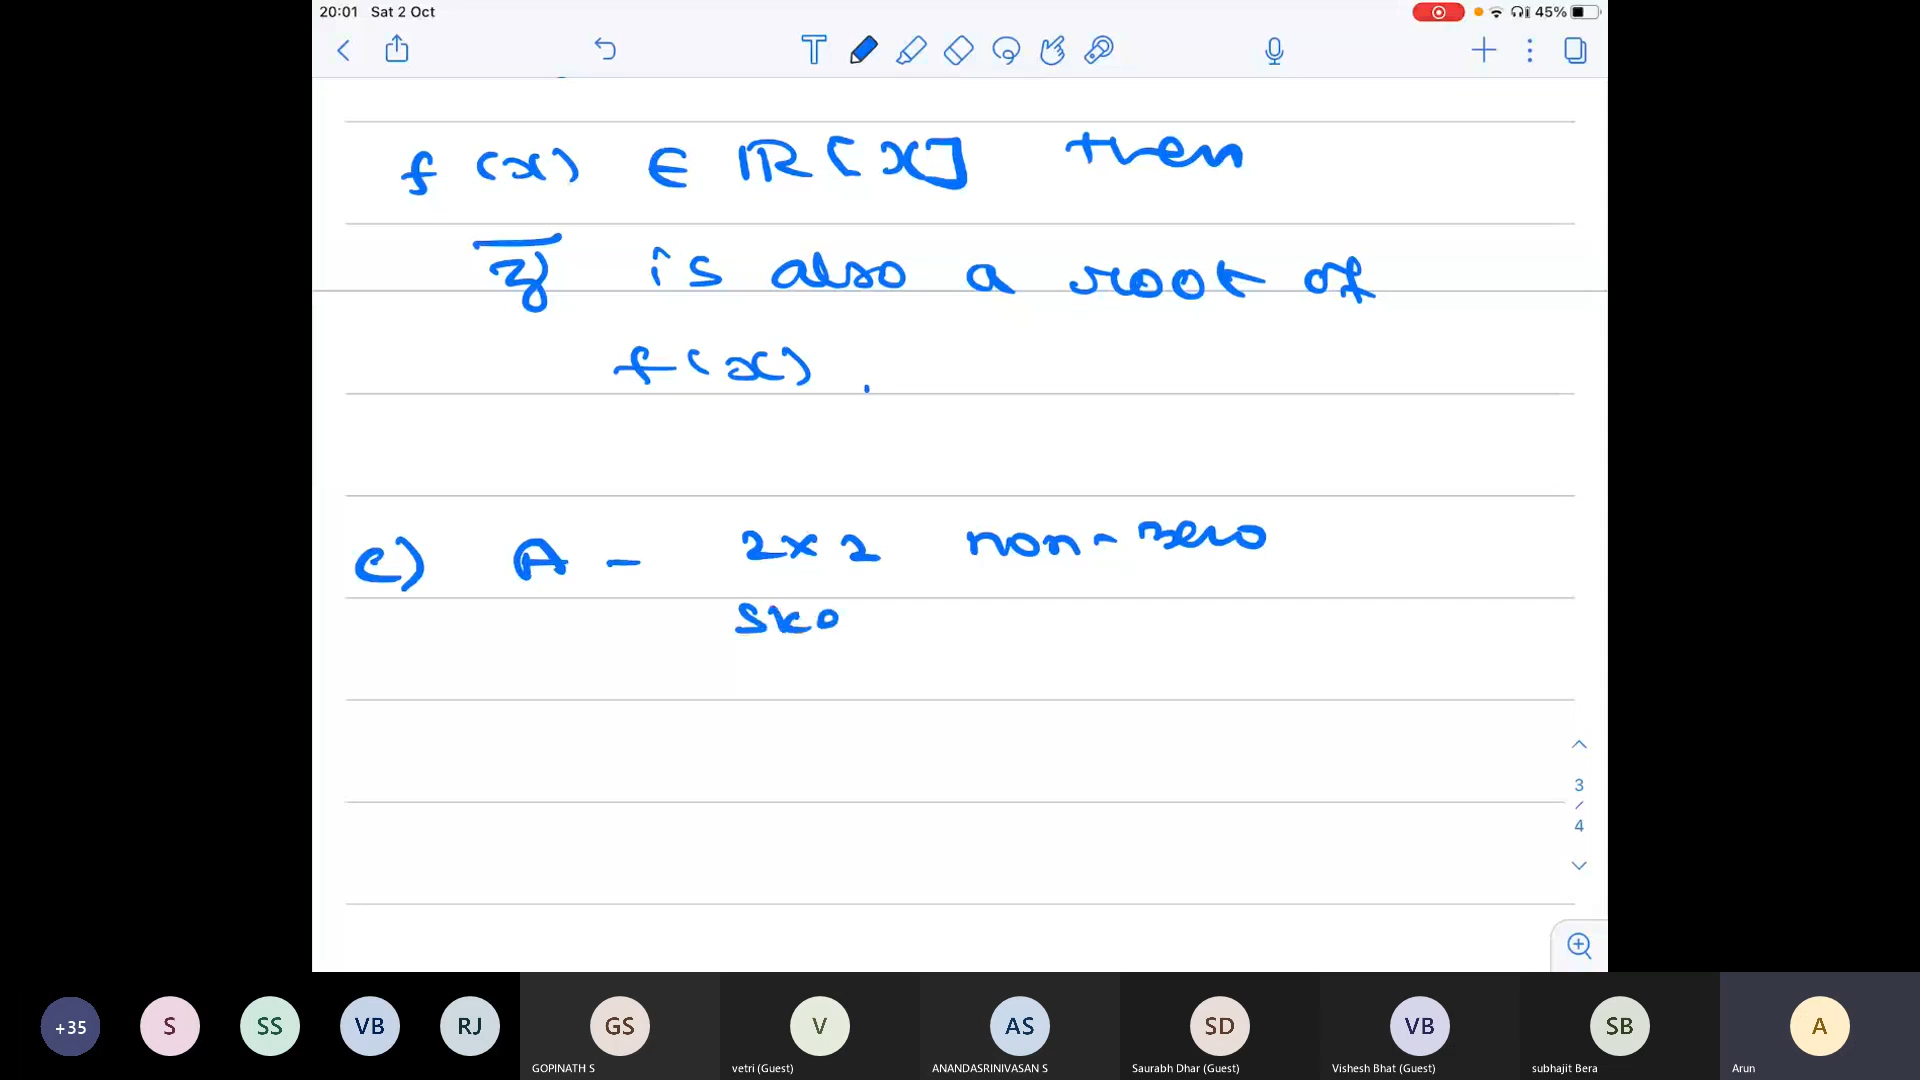 20:01 Sat 2 Oct
45%
f(x) ∈ ℝ[x] then
z̅ is also a root of
f(x).
c) A - 2x2 non-zero
ske
3
/
4
+35
S
SS
VB
RJ
GS
V
AS
SD
VB
SB
A
GOPINATH S
vetri (Guest)
ANANDASRINIVASAN S
Saurabh Dhar (Guest)
Vishesh Bhat (Guest)
subhajit Bera
Arun